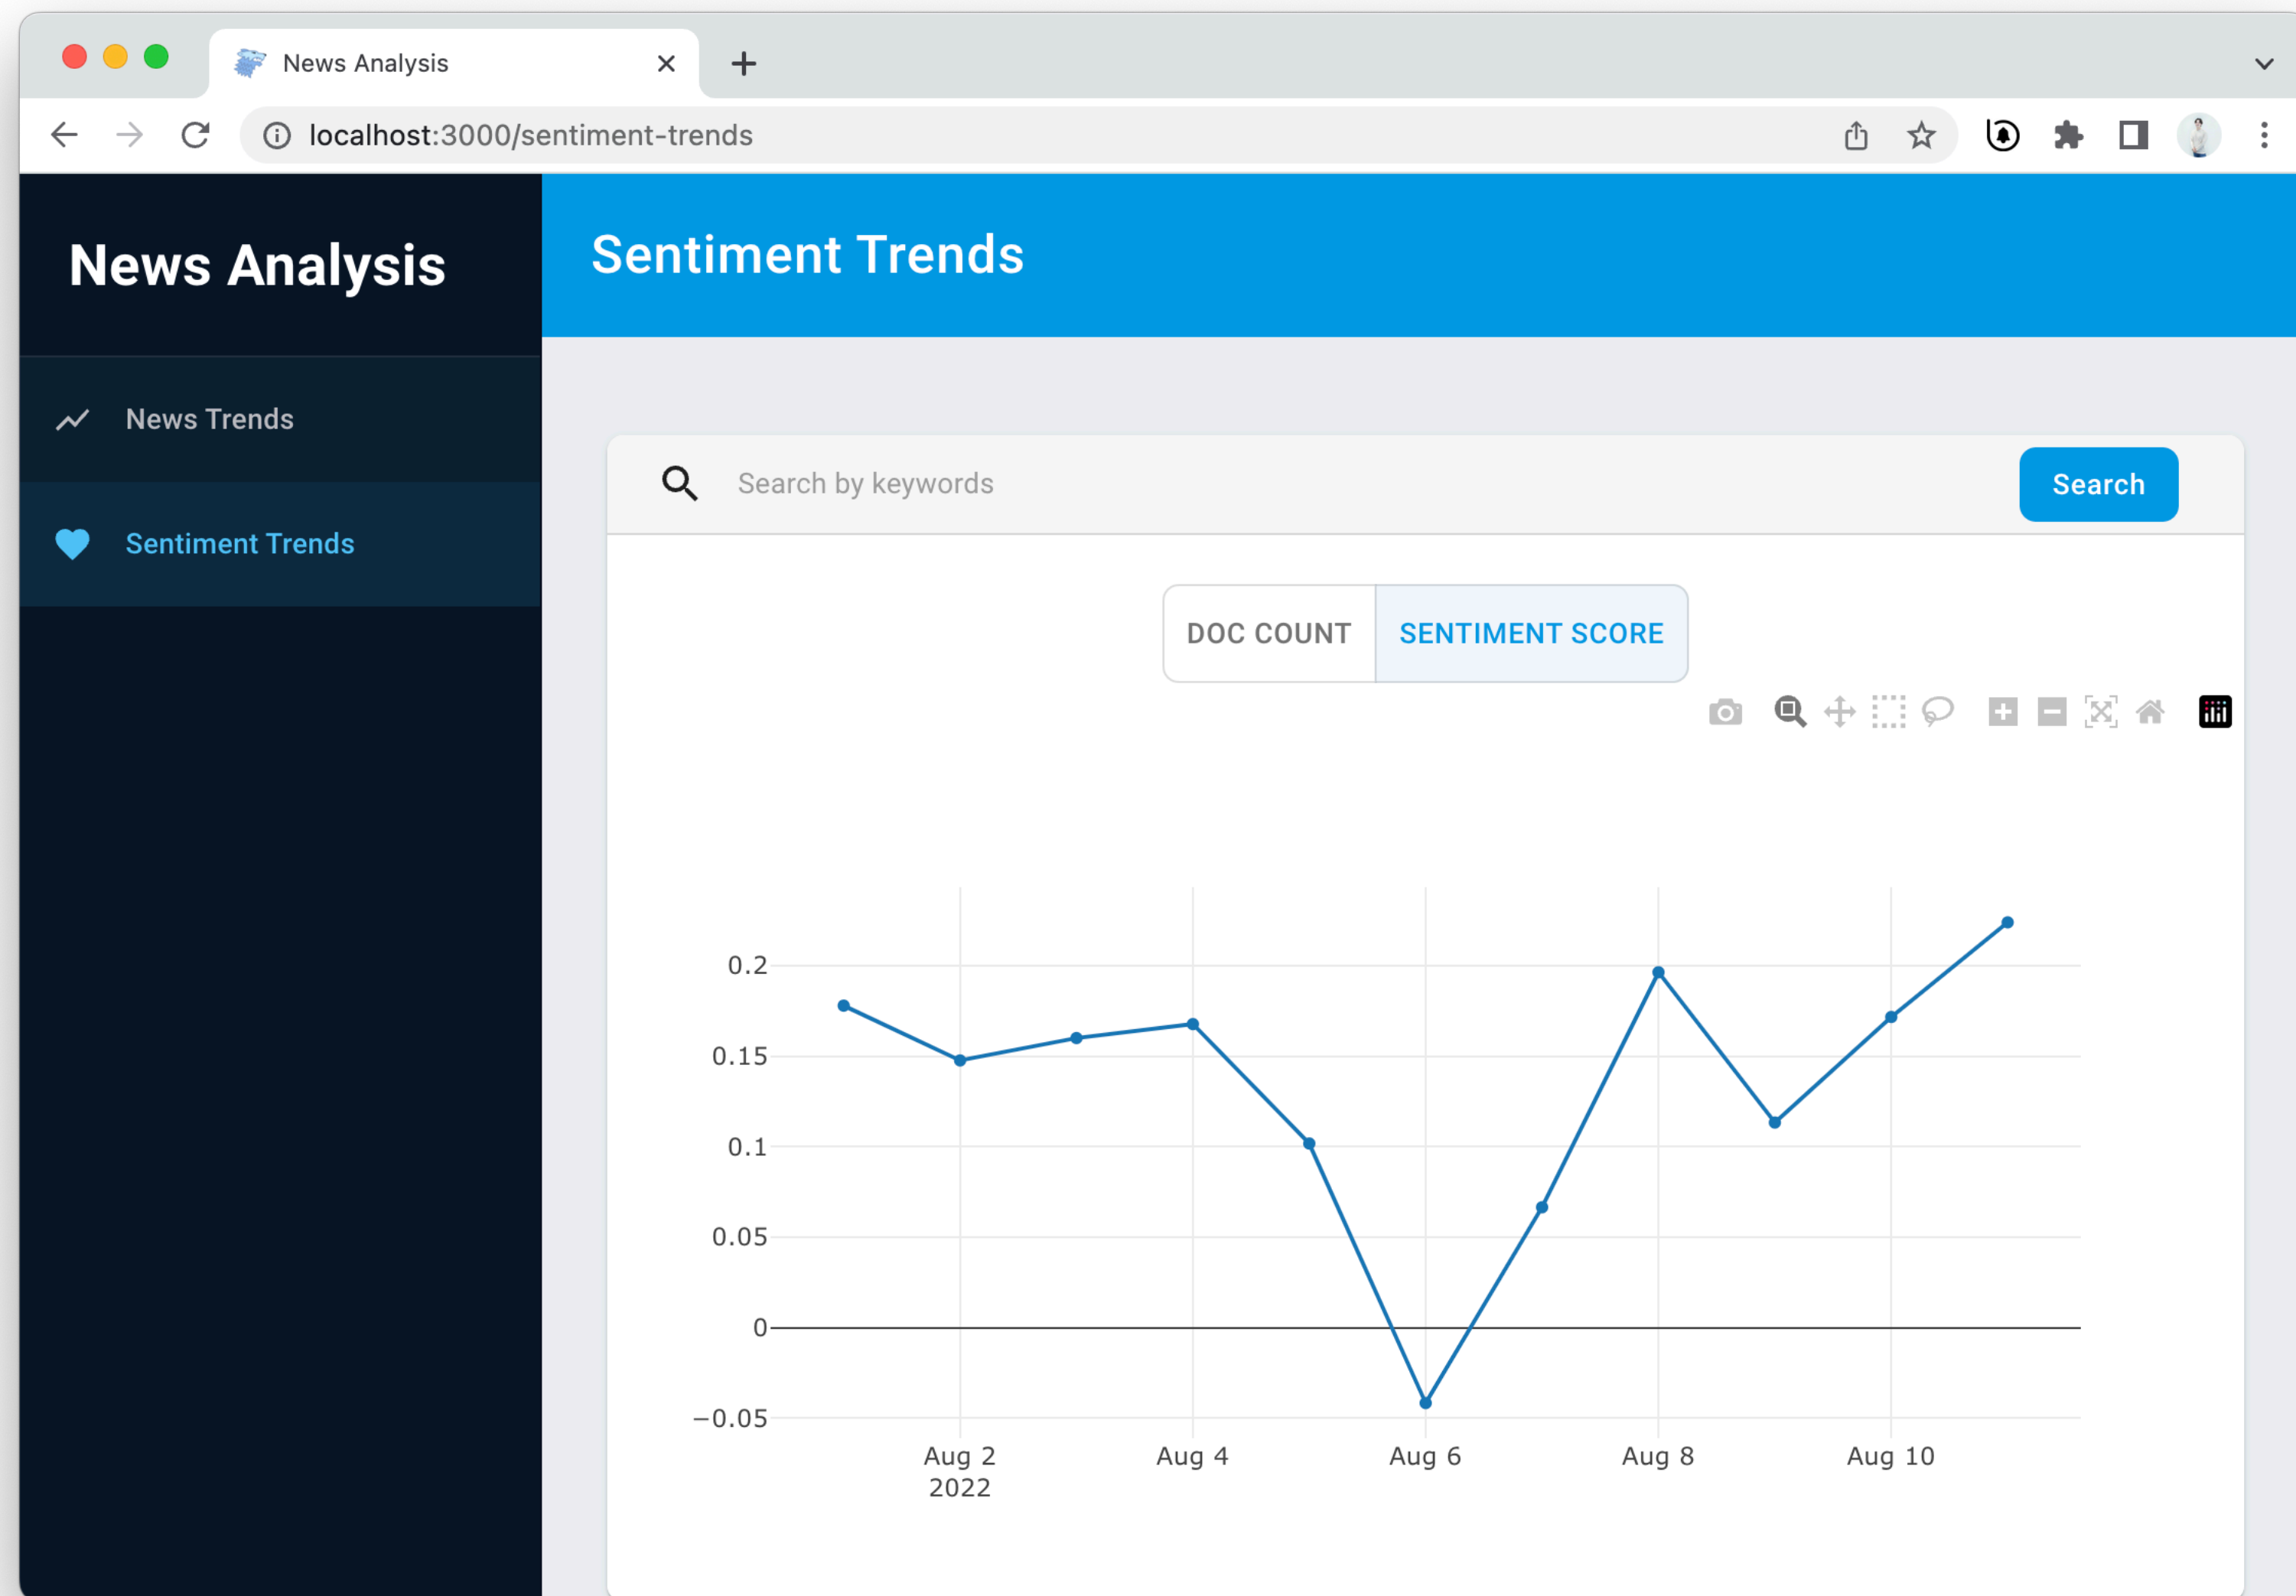 News Analysis
localhost:3000/sentiment-trends
News Analysis
News Trends
Sentiment Trends
Sentiment Trends
Search by keywords
Search
DOC COUNT
SENTIMENT SCORE
0.2
0.15
0.1
0.05
0
−0.05
Aug 2
2022
Aug 4
Aug 6
Aug 8
Aug 10